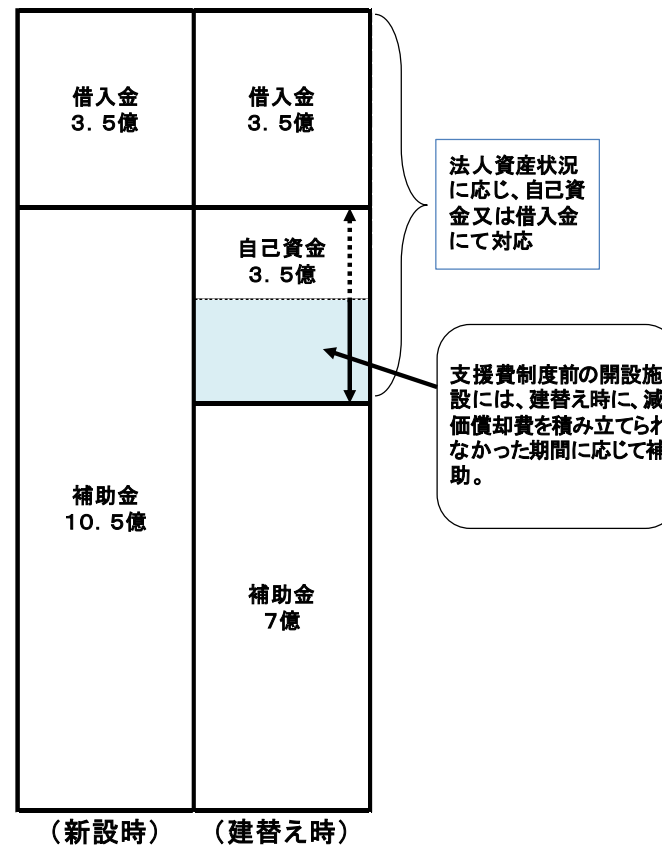 借入金
3．5億
借入金
3．5億
法人資産状況
に応じ、自己資
金又は借入金
にて対応
自己資金
3．5億
支援費制度前の開設施
設には、建替え時に、減
価償却費を積み立てられ
なかった期間に応じて補
助。
補助金
10．5億
補助金
7億
（新設時）
（建替え時）